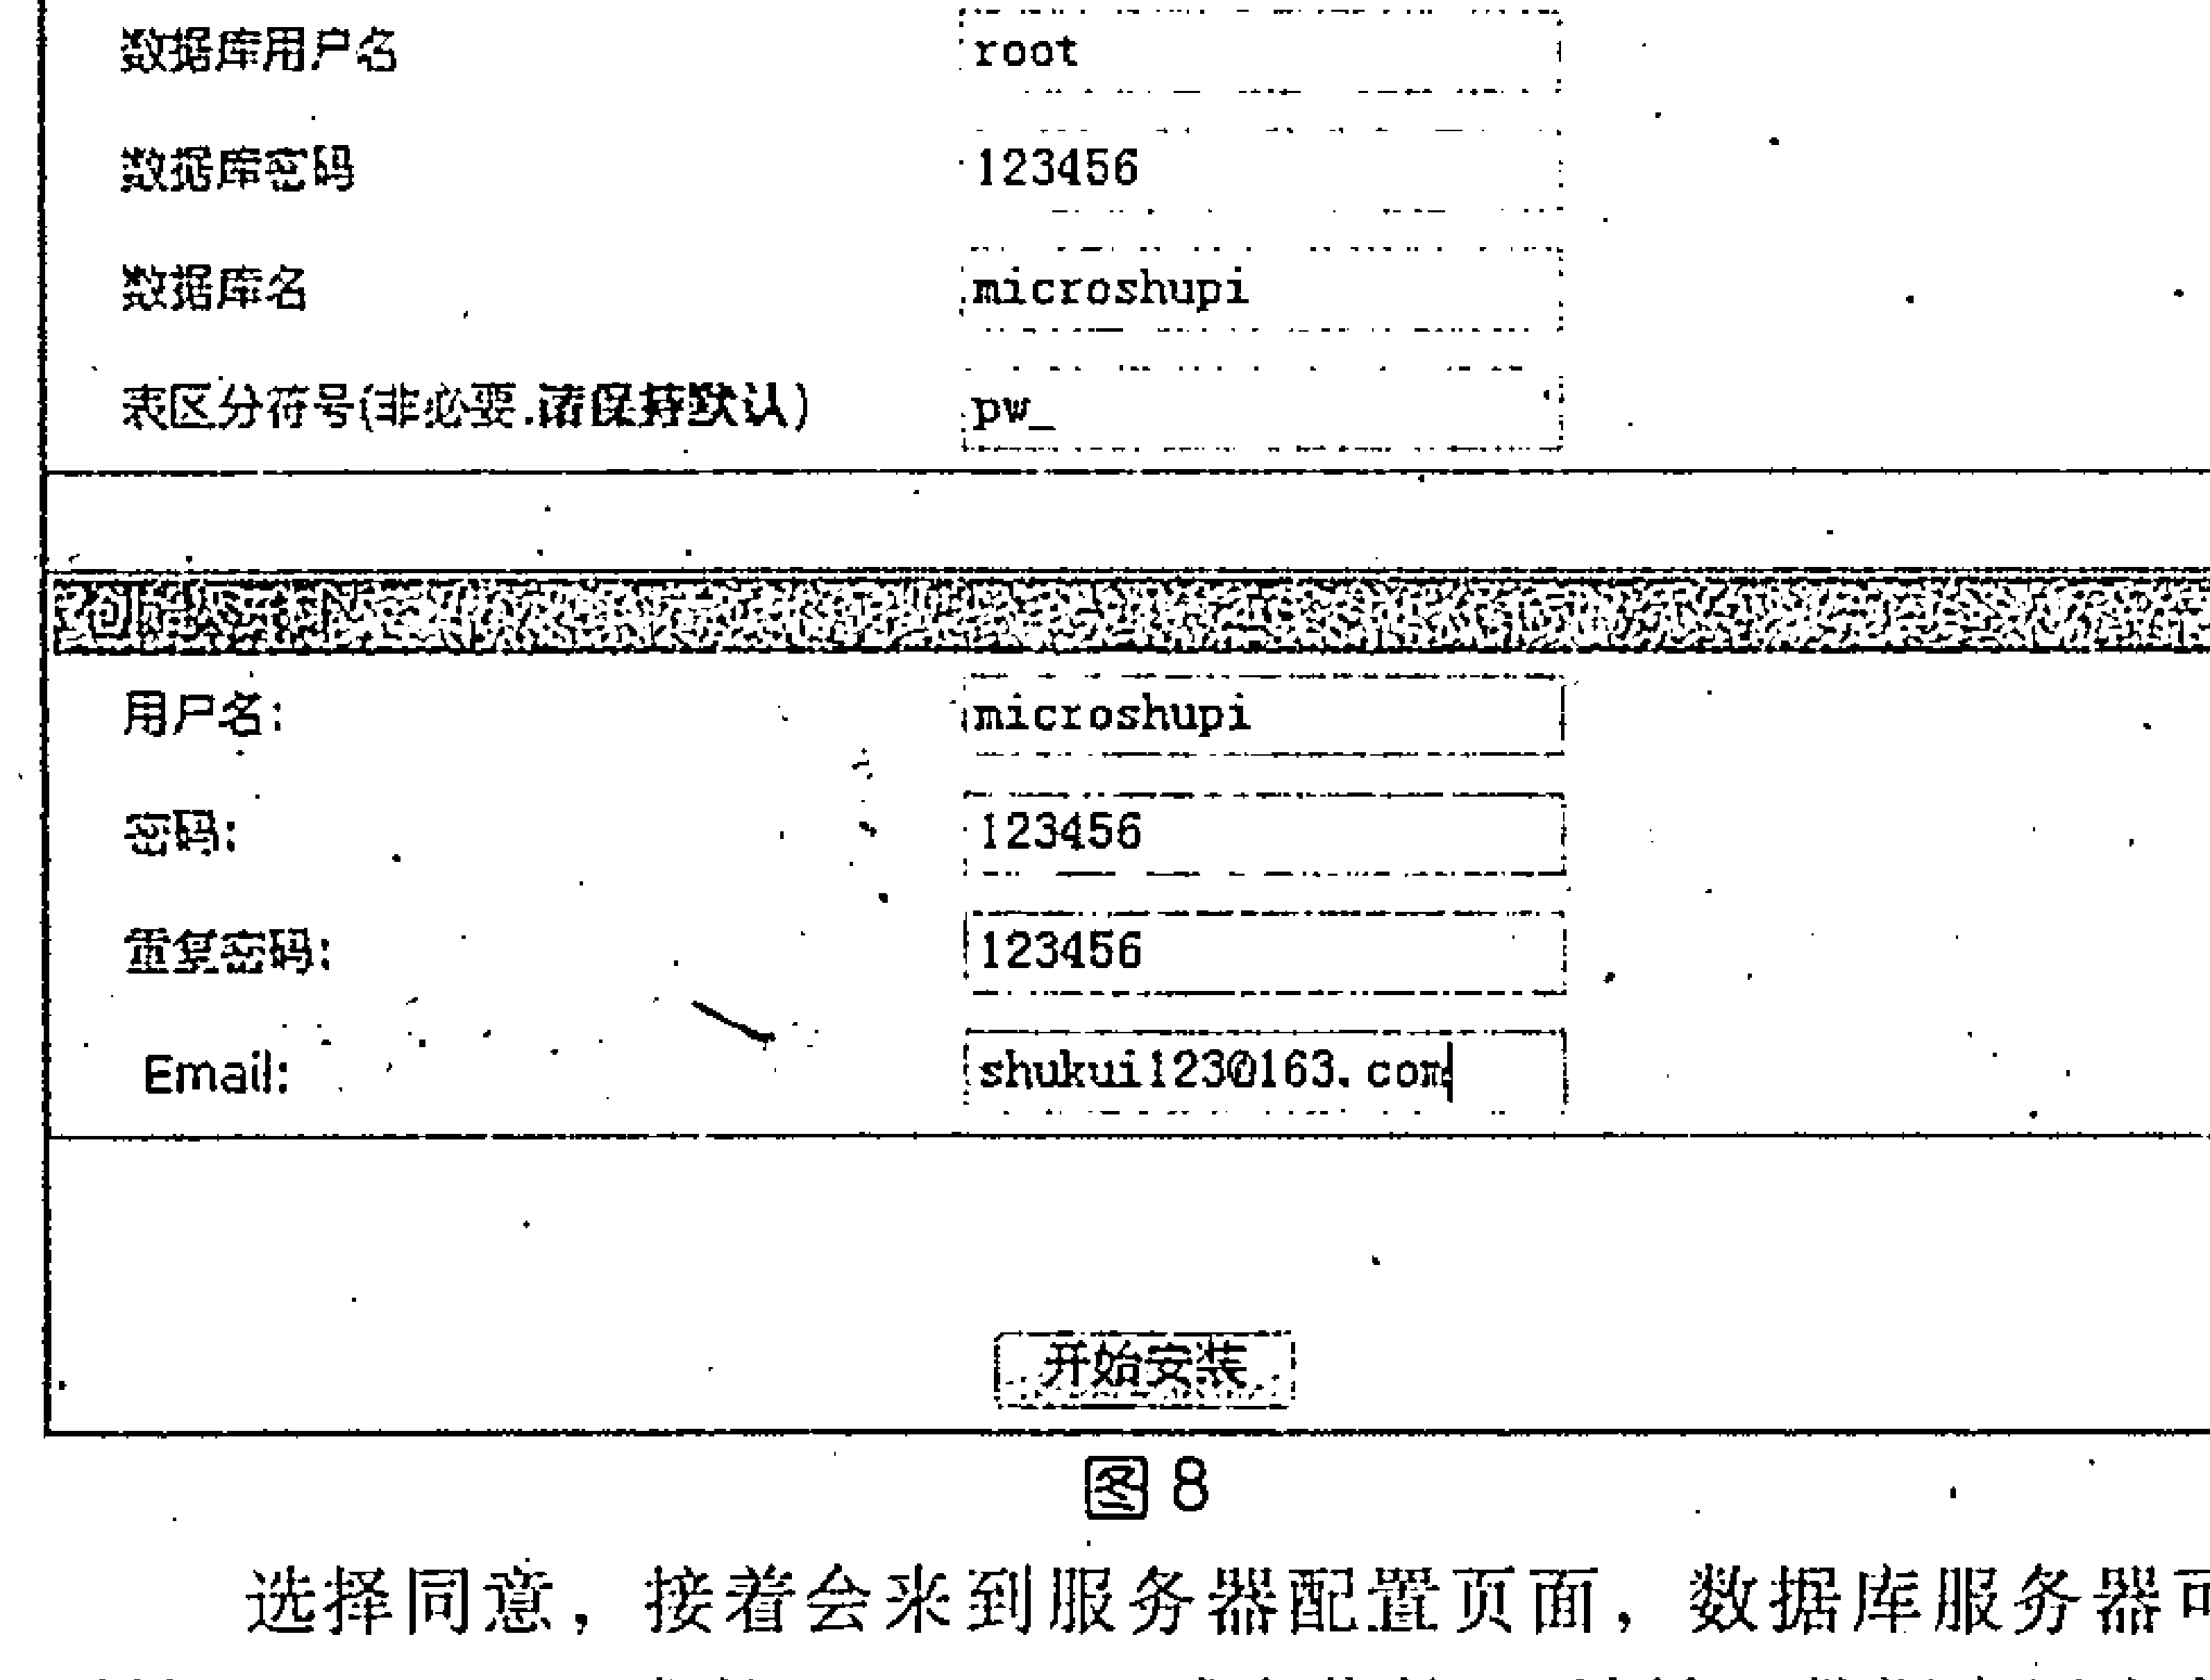 数据库用户名 root
数据库密码 123456
数据库名 microshupi
表区分符号(非必要.请保持默认) pw_
用户名: microshupi
密码: 123456
重复密码: 123456
Email: shukui123@163.com
开始安装
图 8
选择同意，接着会来到服务器配置页面，数据库服务器可